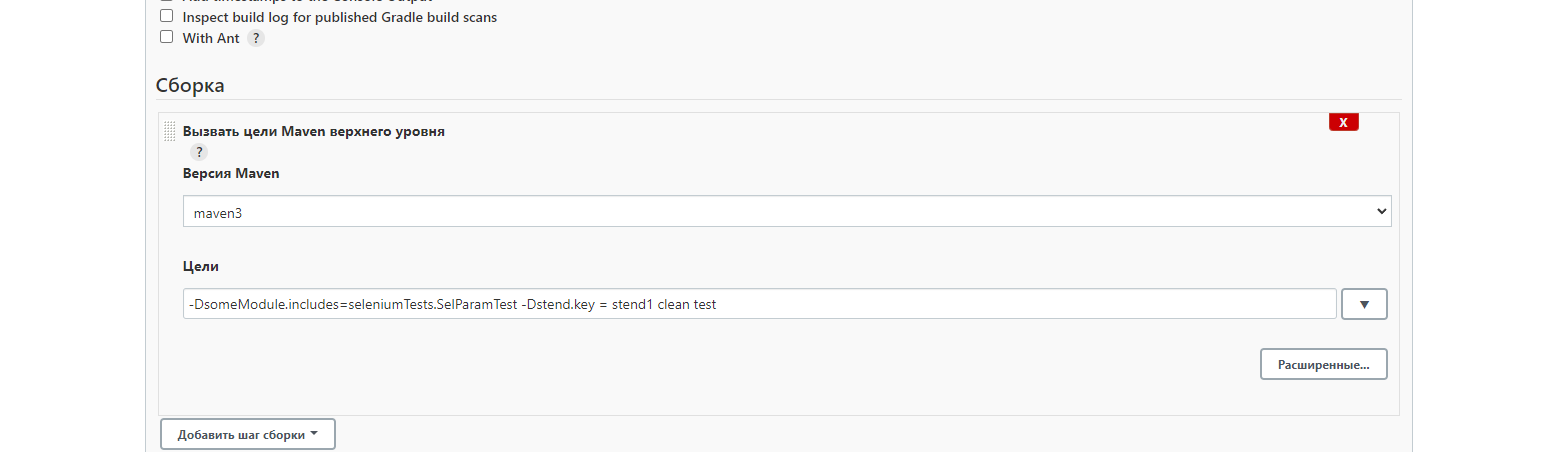 Inspect build log for published Gradle build scans
With Ant ?
Сборка
Вызвать цели Maven верхнего уровня
X
?
Версия Maven
maven3
Цели
-DsomeModule.includes=seleniumTests.SelParamTest -Dstend.key = stend1 clean test
Расширенные...
Добавить шаг сборки